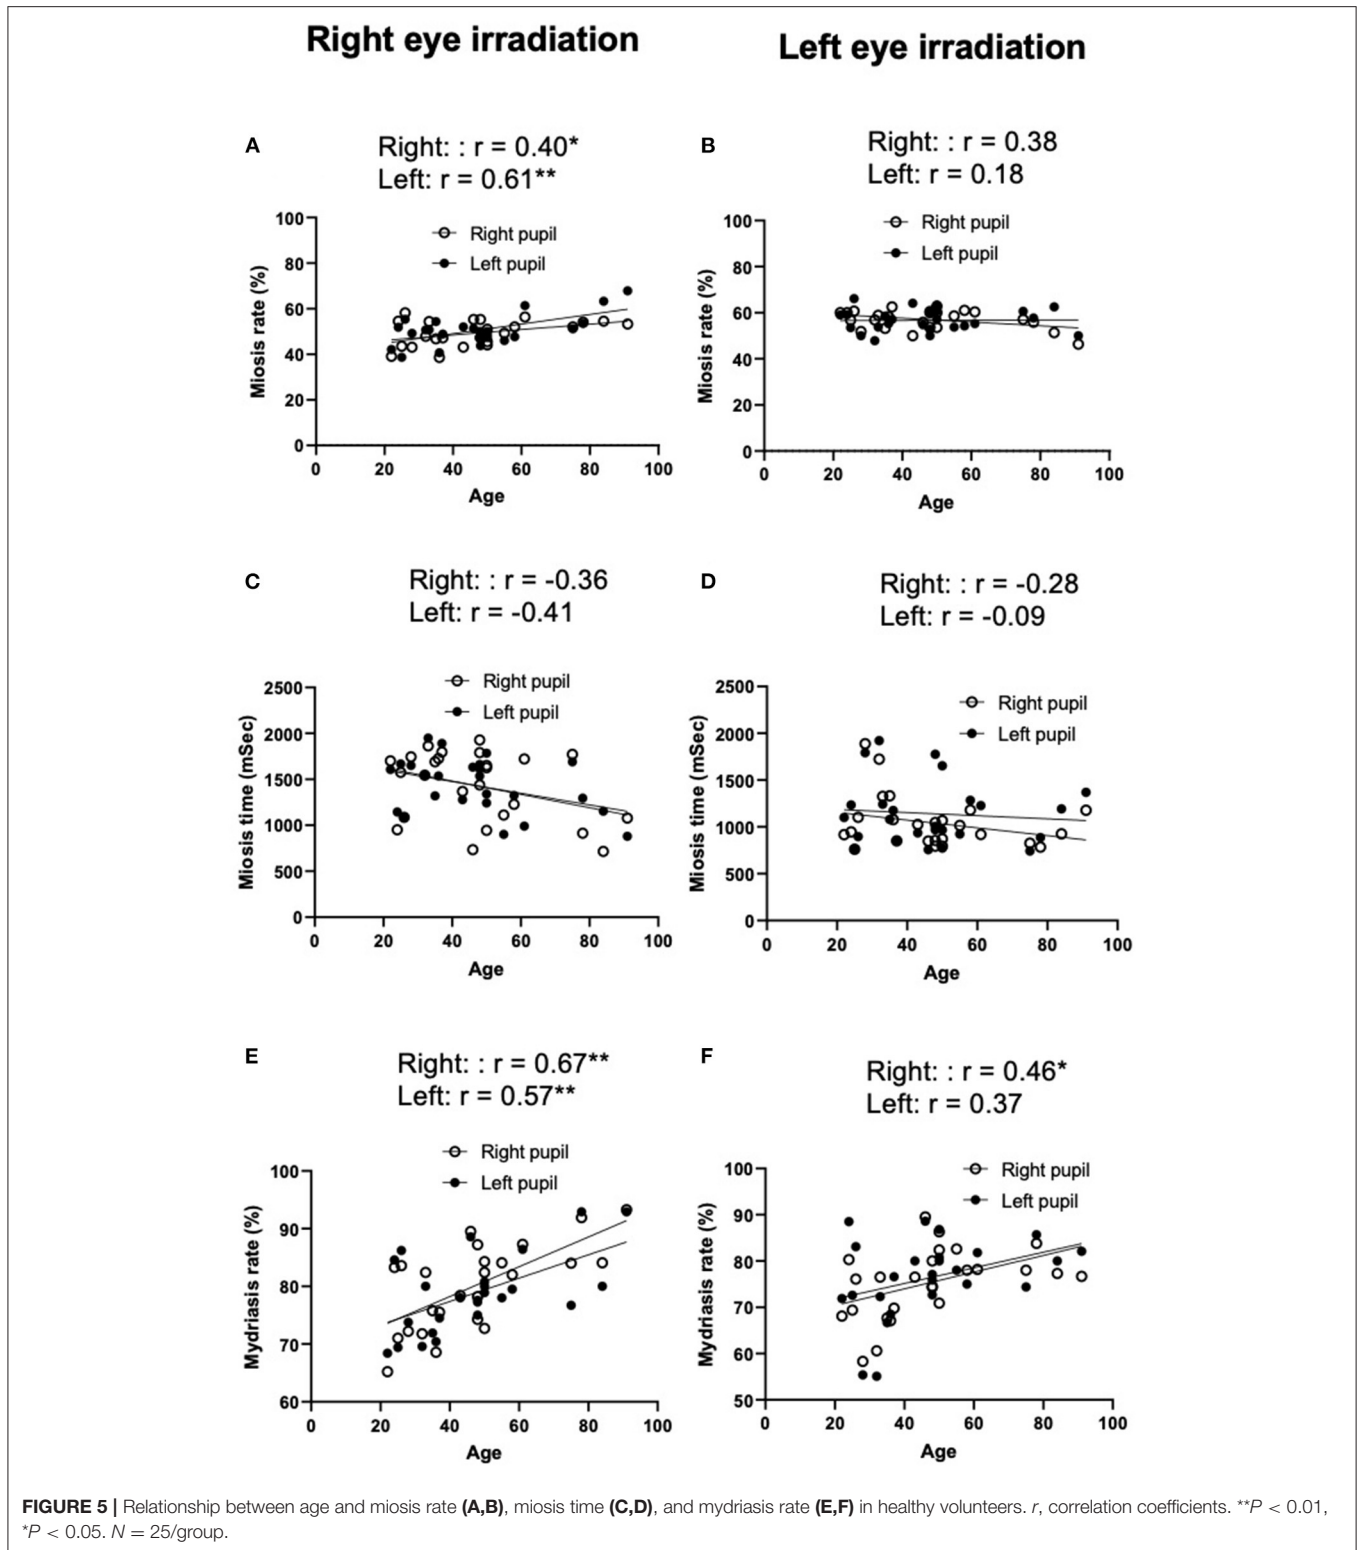 Right eye irradiation
Left eye irradiation
A
Right: : r = 0.40*
Left: r = 0.61**
Right pupil
Left pupil
Miosis rate (%)
100
80
60
40
20
0
0 20 40 60 80 100
Age
B
Right: : r = 0.38
Left: r = 0.18
Right pupil
Left pupil
Miosis rate (%)
100
80
60
40
20
0
0 20 40 60 80 100
Age
C
Right: : r = -0.36
Left: r = -0.41
Right pupil
Left pupil
Miosis time (mSec)
2500
2000
1500
1000
500
0
0 20 40 60 80 100
Age
D
Right: : r = -0.28
Left: r = -0.09
Right pupil
Left pupil
Miosis time (mSec)
2500
2000
1500
1000
500
0
0 20 40 60 80 100
Age
E
Right: : r = 0.67**
Left: r = 0.57**
Right pupil
Left pupil
Mydriasis rate (%)
100
90
80
70
60
0 20 40 60 80 100
Age
F
Right: : r = 0.46*
Left: r = 0.37
Right pupil
Left pupil
Mydriasis rate (%)
100
90
80
70
60
50
0 20 40 60 80 100
Age
FIGURE 5 | Relationship between age and miosis rate (A,B), miosis time (C,D), and mydriasis rate (E,F) in healthy volunteers. r, correlation coefficients. **P < 0.01,
*P < 0.05. N = 25/group.